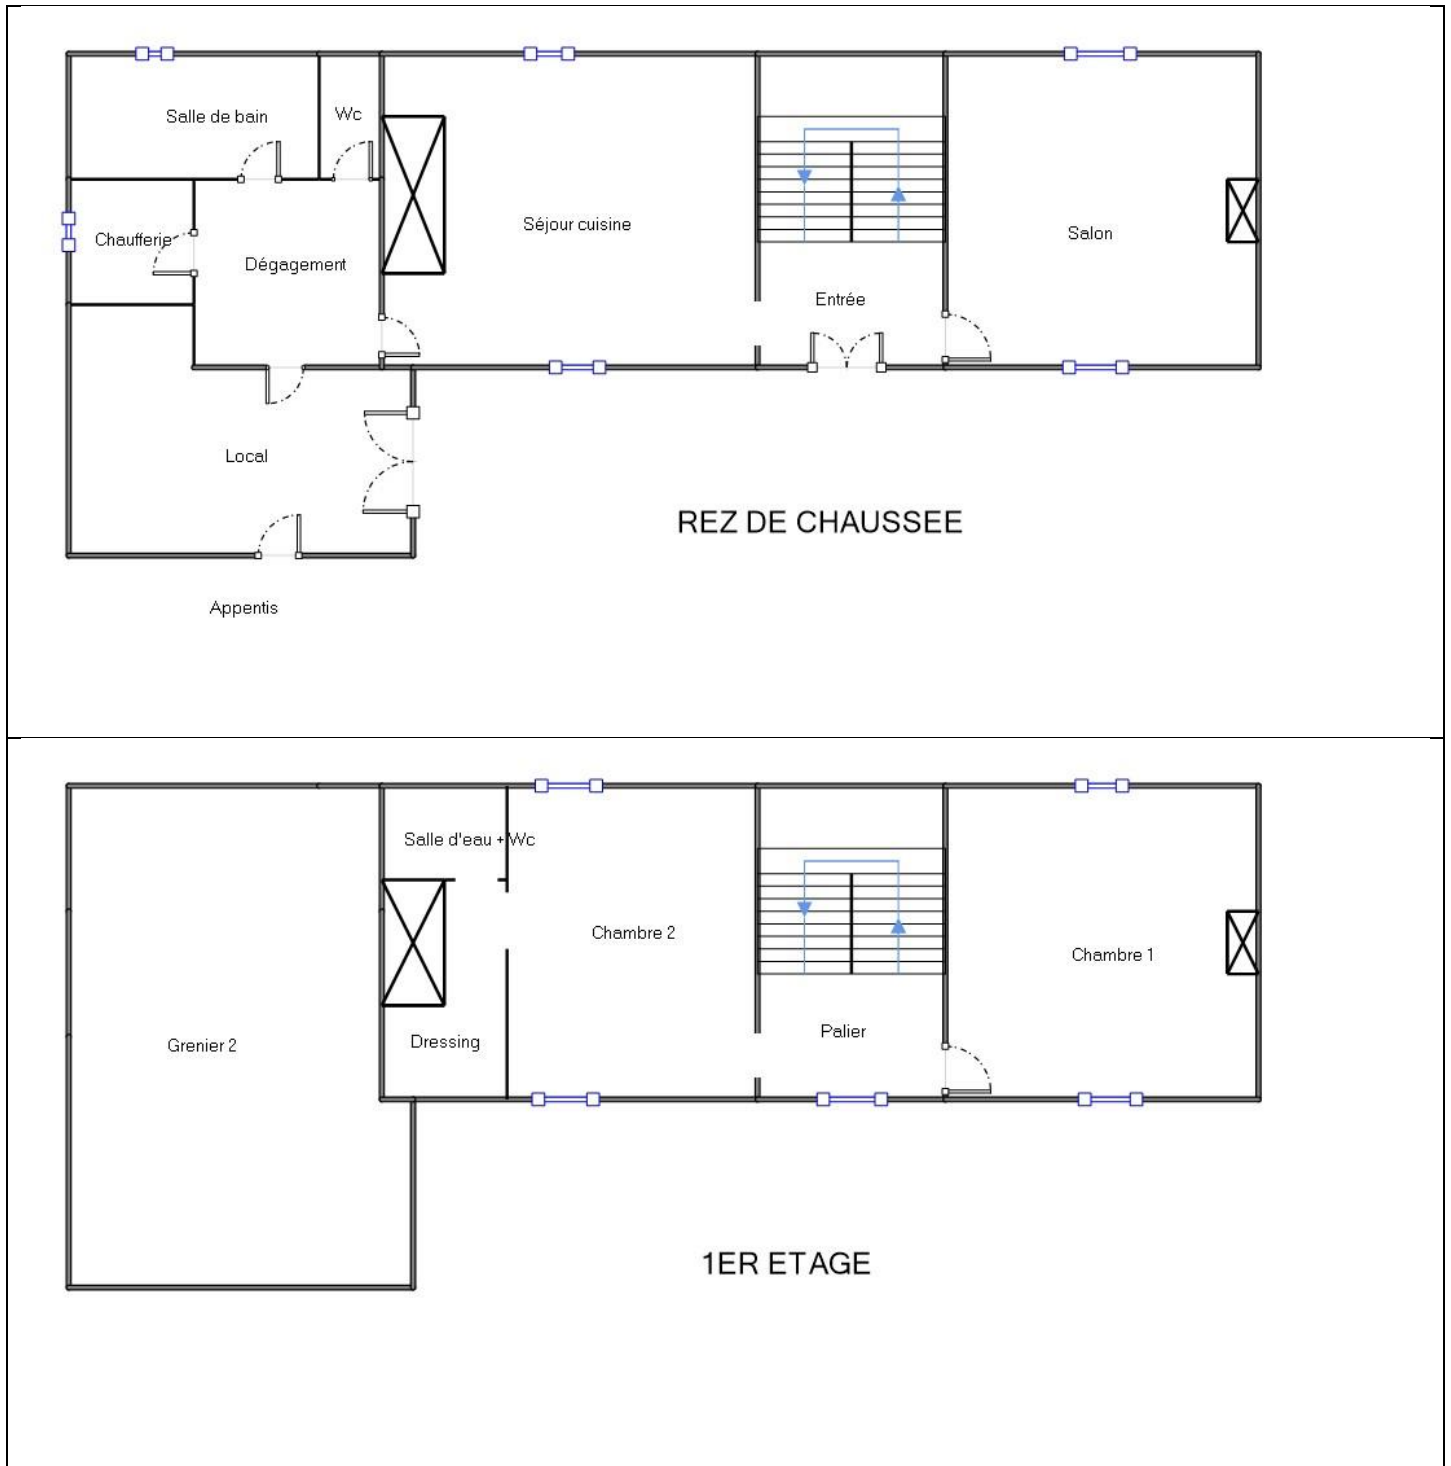 Salle de bain
Wc
Chaufferie
Dégagement
Séjour cuisine
Entrée
Salon
Local
REZ DE CHAUSSEE
Appentis
Salle d'eau + Wc
Chambre 2
Chambre 1
Grenier 2
Dressing
Palier
1ER ETAGE